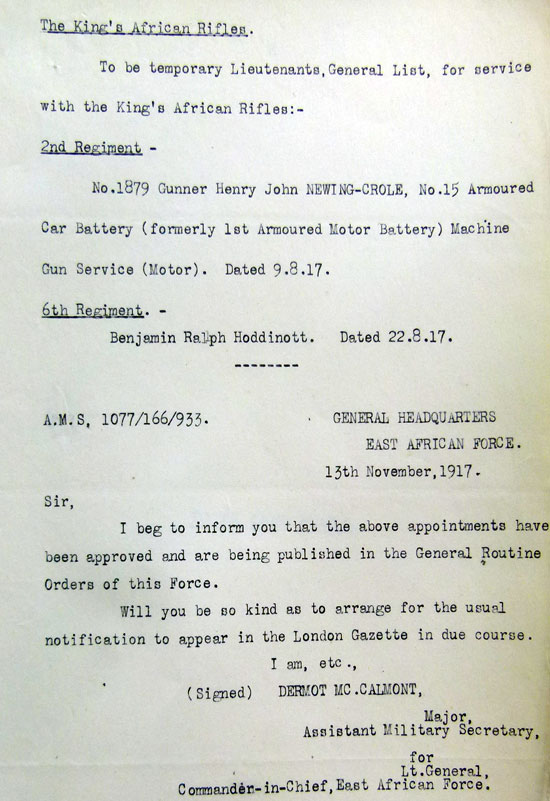 The King's African Rifles.
To be temporary Lieutenants,General List, for service
with the King's African Rifles:-
2nd Regiment -
No.1879 Gunner Henry John NEWING-CROLE, No.15 Armoured
Car Battery (formerly 1st Armoured Motor Battery) Machine
Gun Service (Motor). Dated 9.8.17.
6th Regiment. -
Benjamin Ralph Hoddinott. Dated 22.8.17.
--------
A.M.S, 1077/166/933. GENERAL HEADQUARTERS
EAST AFRICAN FORCE.
13th November,1917.
Sir,
I beg to inform you that the above appointments have
been approved and are being published in the General Routine
Orders of this Force.
Will you be so kind as to arrange for the usual
notification to appear in the London Gazette in due course.
I am, etc.,
(Signed) DERMOT MC.CALMONT,
Major,
Assistant Military Secretary,
for
Lt.General,
Commander-in-Chief, East African Force.